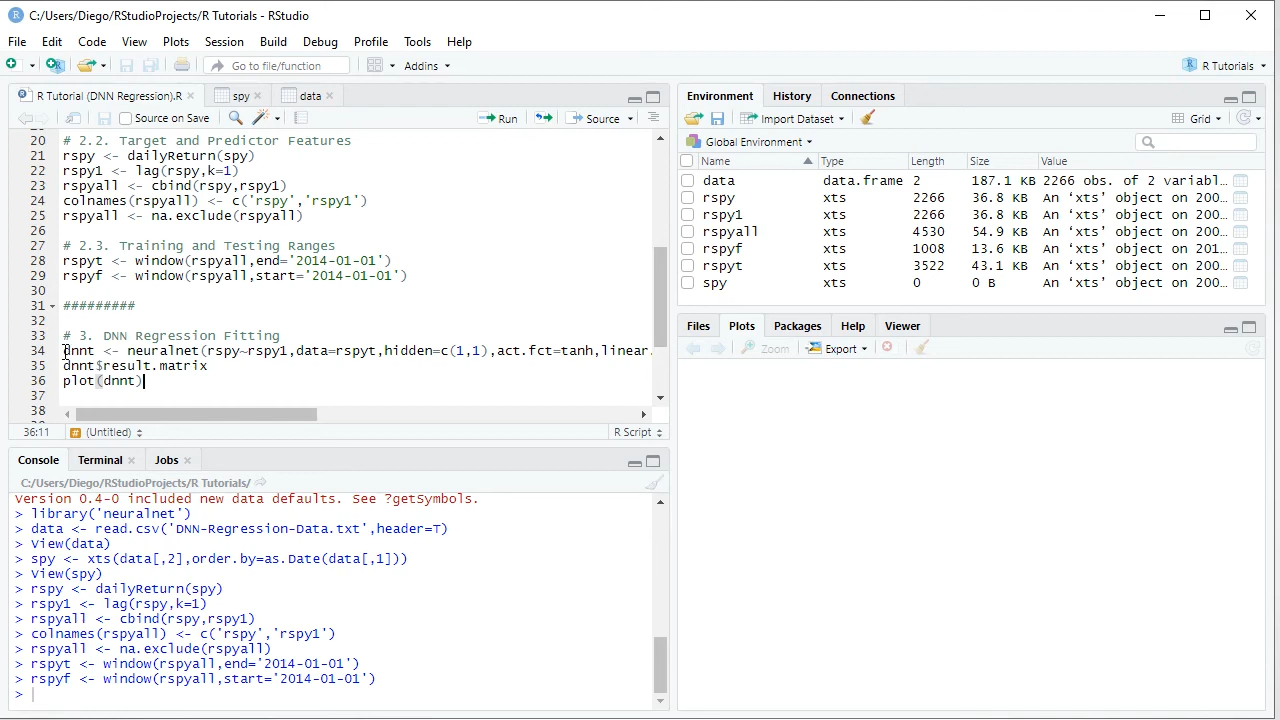 C:/Users/Diego/RStudioProjects/R Tutorials - RStudio
File Edit Code View Plots Session Build Debug Profile Tools Help
Go to file/function Addins R Tutorials
R Tutorial (DNN Regression).R spy data
Source on Save Run Source
20 # 2.2. Target and Predictor Features
21 rspy <- dailyReturn(spy)
22 rspy1 <- lag(rspy,k=1)
23 rspyall <- cbind(rspy,rspy1)
24 colnames(rspyall) <- c('rspy','rspy1')
25 rspyall <- na.exclude(rspyall)
26
27 # 2.3. Training and Testing Ranges
28 rspyt <- window(rspyall,end='2014-01-01')
29 rspyf <- window(rspyall,start='2014-01-01')
30
31 #########
32
33 # 3. DNN Regression Fitting
34 dnnt <- neuralnet(rspy~rspy1,data=rspyt,hidden=c(1,1),act.fct=tanh,linear.
35 dnnt$result.matrix
36 plot(dnnt)
37
38
36:11 (Untitled) R Script
Console Terminal Jobs
C:/Users/Diego/RStudioProjects/R Tutorials/
Version 0.4-0 included new data defaults. See ?getSymbols.
> library('neuralnet')
> data <- read.csv('DNN-Regression-Data.txt',header=T)
> View(data)
> spy <- xts(data[,2],order.by=as.Date(data[,1]))
> View(spy)
> rspy <- dailyReturn(spy)
> rspy1 <- lag(rspy,k=1)
> rspyall <- cbind(rspy,rspy1)
> colnames(rspyall) <- c('rspy','rspy1')
> rspyall <- na.exclude(rspyall)
> rspyt <- window(rspyall,end='2014-01-01')
> rspyf <- window(rspyall,start='2014-01-01')
>
Environment History Connections
Import Dataset Grid
Global Environment
Name Type Length Size Value
data data.frame 2 187.1 KB 2266 obs. of 2 variabl…
rspy xts 2266 36.8 KB An ‘xts’ object on 200…
rspy1 xts 2266 36.8 KB An ‘xts’ object on 200…
rspyall xts 4530 54.9 KB An ‘xts’ object on 200…
rspyf xts 1008 13.6 KB An ‘xts’ object on 201…
rspyt xts 3522 43.1 KB An ‘xts’ object on 200…
spy xts 0 0 B An ‘xts’ object on 200…
Files Plots Packages Help Viewer
Zoom Export